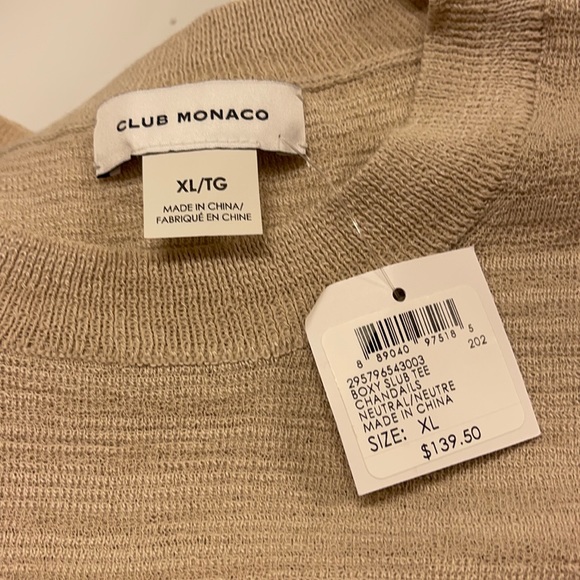 CLUB MONACO
XL/TG
MADE IN CHINA/
FABRIQUÉ EN CHINE
8 89040 97518 5
202
295796543003
BOXY SLUB TEE
CHANDAILS
NEUTRAL/NEUTRE
MADE IN CHINA
SIZE: XL
$139.50